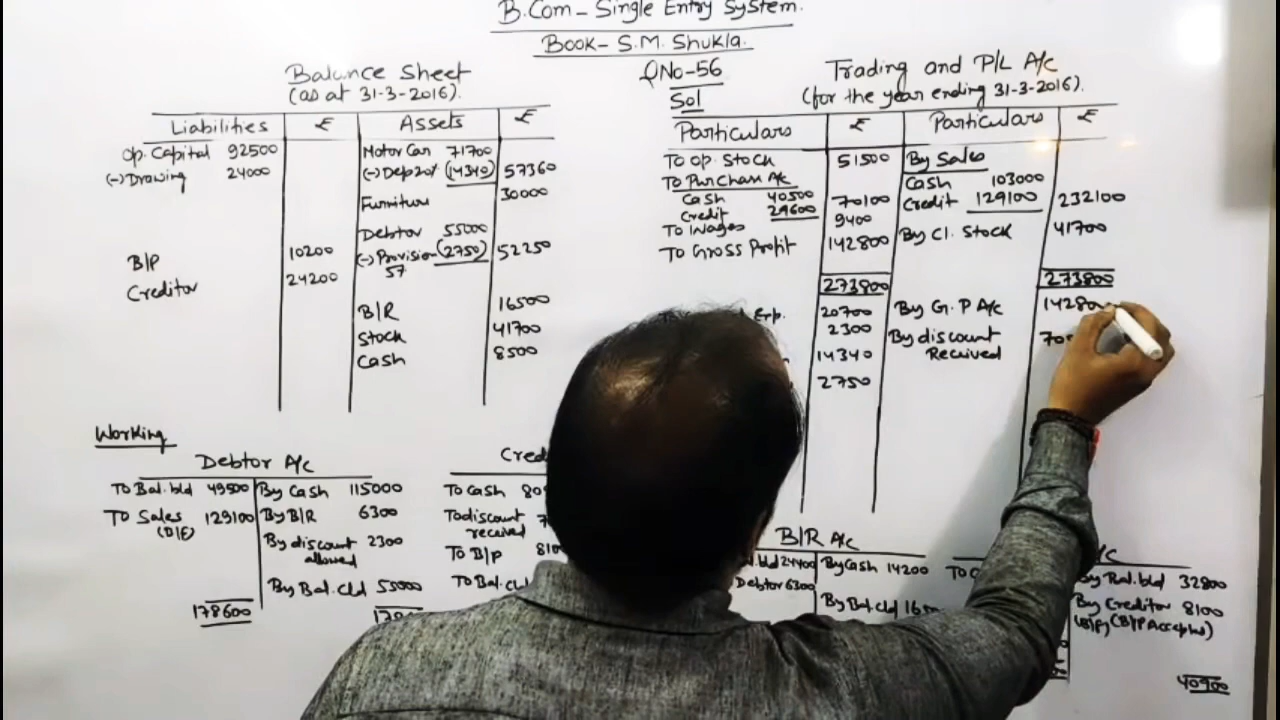 B.Com- Single Entry System.
Book- S.M. Shukla.
QNo-56
Sol
Balance Sheet
(as at 31-3-2016).
Liabilities ₹ Assets ₹
Op. Capital 92500 Motor Car 71700
(-) Drawing 24000 (-) Dep 20% (14340) 57360
Furniture 30000
Debtor 55000
B/P 10200 (-) Provision (2750) 52250
5%
Creditor 24200
B/R 16500
Stock 41700
Cash 8500
Trading and P/L A/c
(for the year ending 31-3-2016).
Particulars ₹ Particulars ₹
To Op. Stock 51500 By Sales
To Purchase A/c Cash 103000
Cash 40500 70100 Credit 129100 232100
Credit 29600
To Wages 9400
To Gross Profit 142800 By Cl. Stock 41700
273800 273800
Exp. 20700 By G.P A/c 142800
2300 By discount
Received
14340
2750
Working
Debtor A/c
To Bal. b/d 49500 By Cash 115000
To Sales 129100 By B/R 6300
(B/F)
By discount 2300
allowed
By Bal. c/d 55000
178600
To Cash
To discount
received
To B/P
To Bal. c/d
B/R A/c
24400 By Cash 14200
Debtor 6300
By Bal c/d
By Bal. b/d 32800
By Creditor 8100
(B/F) (B/P Accepted)
40900